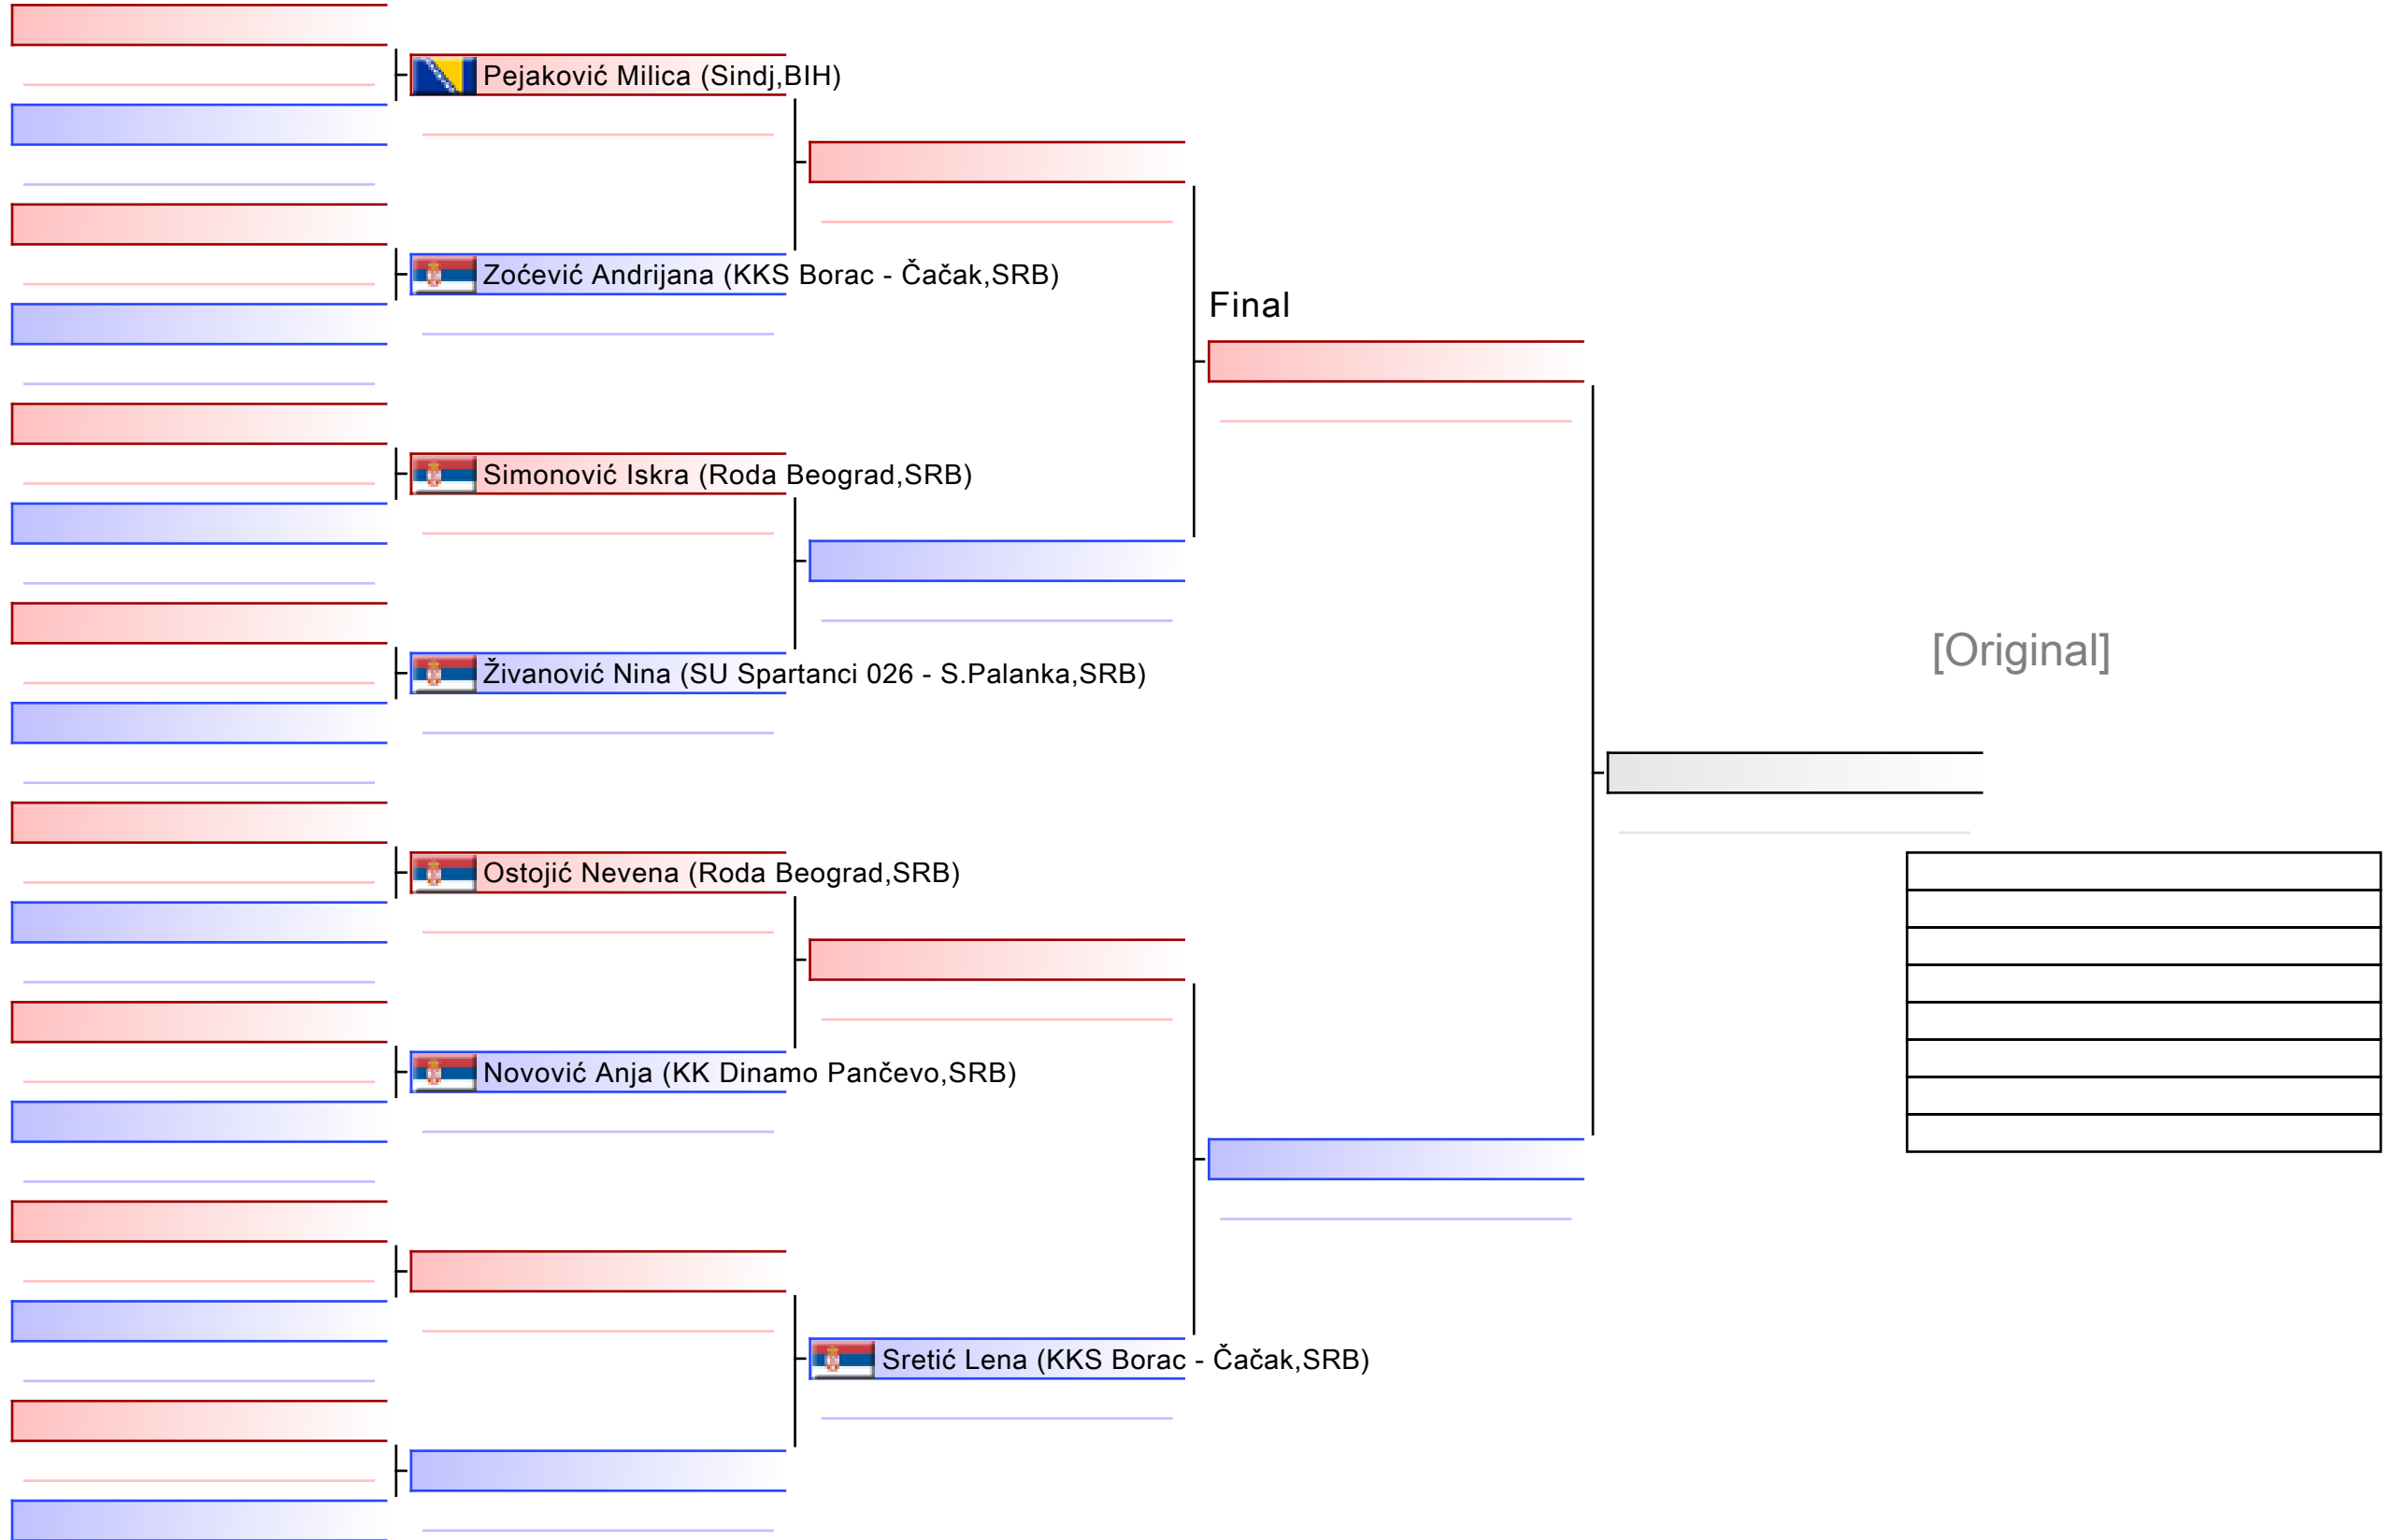 Pejaković Milica (Sindj,BIH)
Zoćević Andrijana (KKS Borac - Čačak,SRB)
Final
Simonović Iskra (Roda Beograd,SRB)
[Original]
Živanović Nina (SU Spartanci 026 - S.Palanka,SRB)
Ostojić Nevena (Roda Beograd,SRB)
Novović Anja (KK Dinamo Pančevo,SRB)
Sretić Lena (KKS Borac - Čačak,SRB)